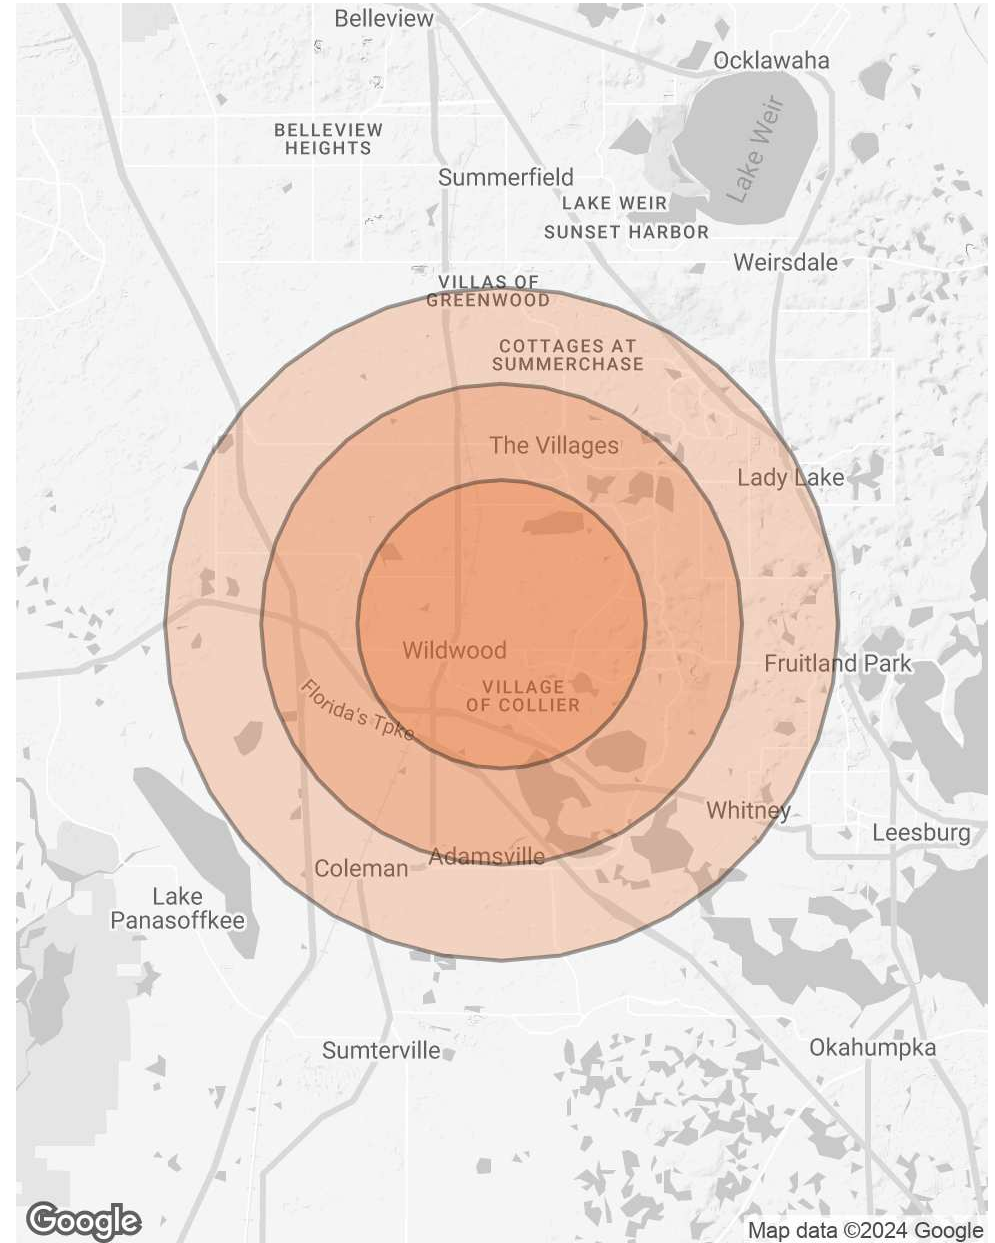 Belleview
Ocklawaha
Lake Weir
BELLEVIEW
HEIGHTS
Summerfield
LAKE WEIR
SUNSET HARBOR
Weirsdale
VILLAS OF
GREENWOOD
COTTAGES AT
SUMMERCHASE
The Villages
Lady Lake
Wildwood
Fruitland Park
VILLAGE
OF COLLIER
Florida's Tpke
Whitney
Leesburg
Adamsville
Coleman
Lake
Panasoffkee
Sumterville
Okahumpka
Google
Map data ©2024 Google